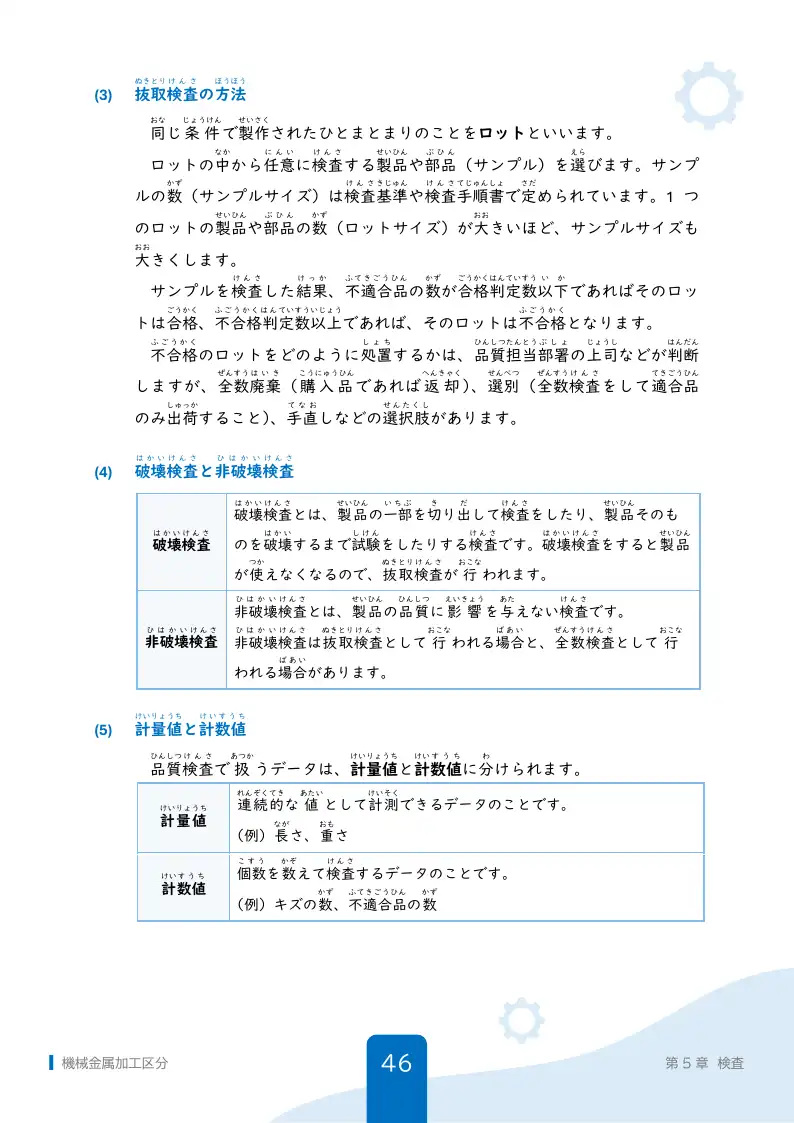 (3) 抜取検査の方法
同じ条件で製作されたひとまとまりのことをロットといいます。
ロットの中から任意に検査する製品や部品（サンプル）を選びます。サンプ
ルの数（サンプルサイズ）は検査基準や検査手順書で定められています。1 つ
のロットの製品や部品の数（ロットサイズ）が大きいほど、サンプルサイズも
大きくします。
サンプルを検査した結果、不適合品の数が合格判定数以下であればそのロッ
トは合格、不合格判定数以上であれば、そのロットは不合格となります。
不合格のロットをどのように処置するかは、品質担当部署の上司などが判断
しますが、全数廃棄（購入品であれば返却）、選別（全数検査をして適合品
のみ出荷すること）、手直しなどの選択肢があります。
(4) 破壊検査と非破壊検査
破壊検査
破壊検査とは、製品の一部を切り出して検査をしたり、製品そのも
のを破壊するまで試験をしたりする検査です。破壊検査をすると製品
が使えなくなるので、抜取検査が行われます。
非破壊検査
非破壊検査とは、製品の品質に影響を与えない検査です。
非破壊検査は抜取検査として行われる場合と、全数検査として行
われる場合があります。
(5) 計量値と計数値
品質検査で扱うデータは、計量値と計数値に分けられます。
計量値
連続的な値として計測できるデータのことです。
（例）長さ、重さ
計数値
個数を数えて検査するデータのことです。
（例）キズの数、不適合品の数
機械金属加工区分
46
第 5 章 検査